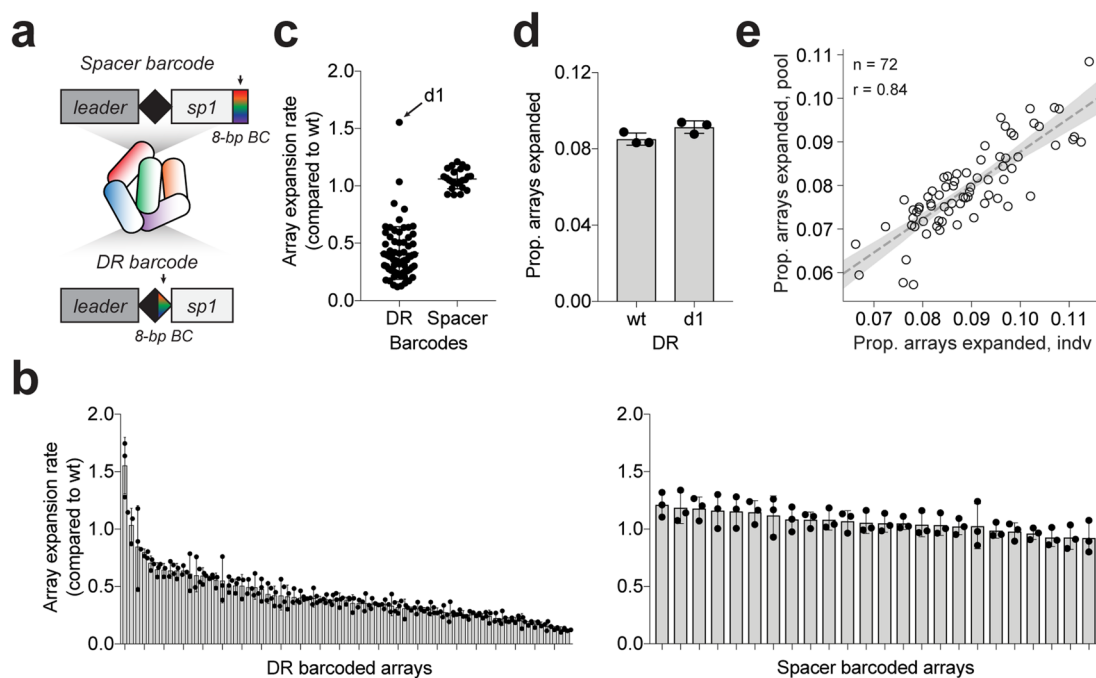 a
Spacer barcode
leader
sp1
8-bp BC
DR barcode
leader
sp1
8-bp BC
c
Array expansion rate
(compared to wt)
2.0
1.5
1.0
0.5
0.0
d1
DR Spacer
Barcodes
d
Prop. arrays expanded
0.12
0.08
0.04
0.00
wt d1
DR
e
Prop. arrays expanded, pool
0.11
0.10
0.09
0.08
0.07
0.06
n = 72
r = 0.84
0.07 0.08 0.09 0.10 0.11
Prop. arrays expanded, indv
b
Array expansion rate
(compared to wt)
2.0
1.5
1.0
0.5
0.0
DR barcoded arrays
2.0
1.5
1.0
0.5
0.0
Spacer barcoded arrays